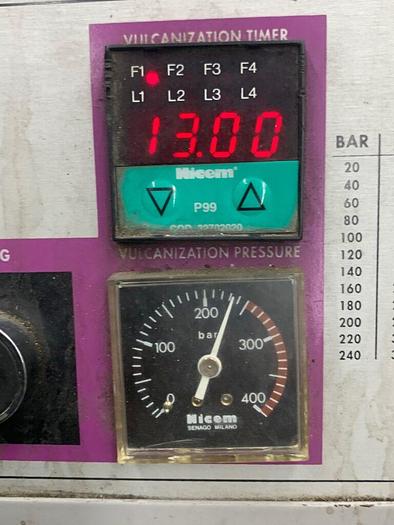 VULCANIZATION TIMER
F1 F2 F3 F4
L1 L2 L3 L4
13.00
Nicem
P99
COD. 32702020
VULCANIZATION PRESSURE
G
200
bar
100
300
0
400
Nicem
SENAGO MILANO
BAR
20
40
60
80
100
120
140
160
180
200
220
240